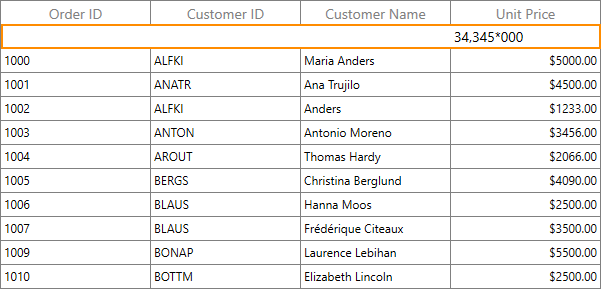 Order ID Customer ID Customer Name Unit Price
34,345*000
1000 ALFKI Maria Anders $5000.00
1001 ANATR Ana Trujilo $4500.00
1002 ALFKI Anders $1233.00
1003 ANTON Antonio Moreno $3456.00
1004 AROUT Thomas Hardy $2066.00
1005 BERGS Christina Berglund $4090.00
1006 BLAUS Hanna Moos $2500.00
1007 BLAUS Frédérique Citeaux $3500.00
1009 BONAP Laurence Lebihan $5500.00
1010 BOTTM Elizabeth Lincoln $2500.00